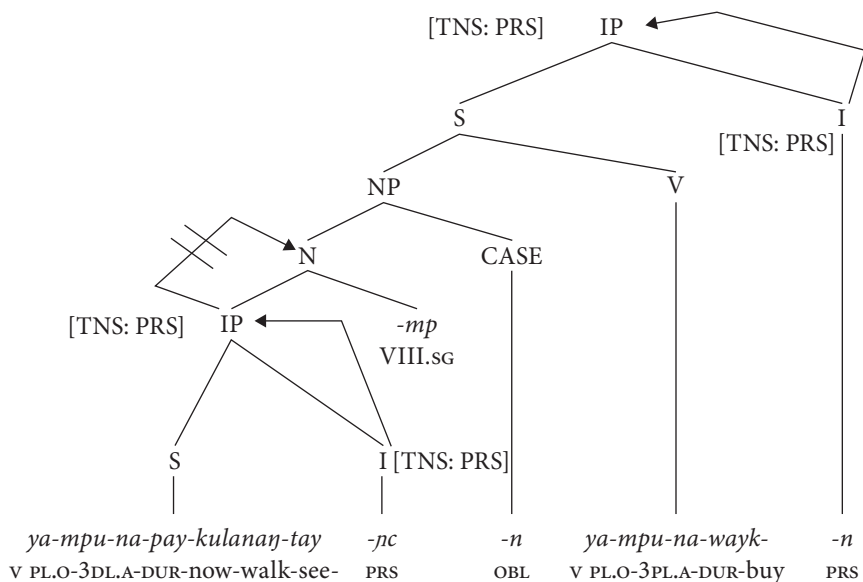 [TNS: PRS] IP
S I
[TNS: PRS]
NP V
N CASE
[TNS: PRS] IP -mp
VIII.SG
S I [TNS: PRS]
ya-mpu-na-pay-kulanaŋ-tay -ɲc -n ya-mpu-na-wayk- -n
V PL.O-3DL.A-DUR-now-walk-see- PRS OBL V PL.O-3PL.A-DUR-buy PRS